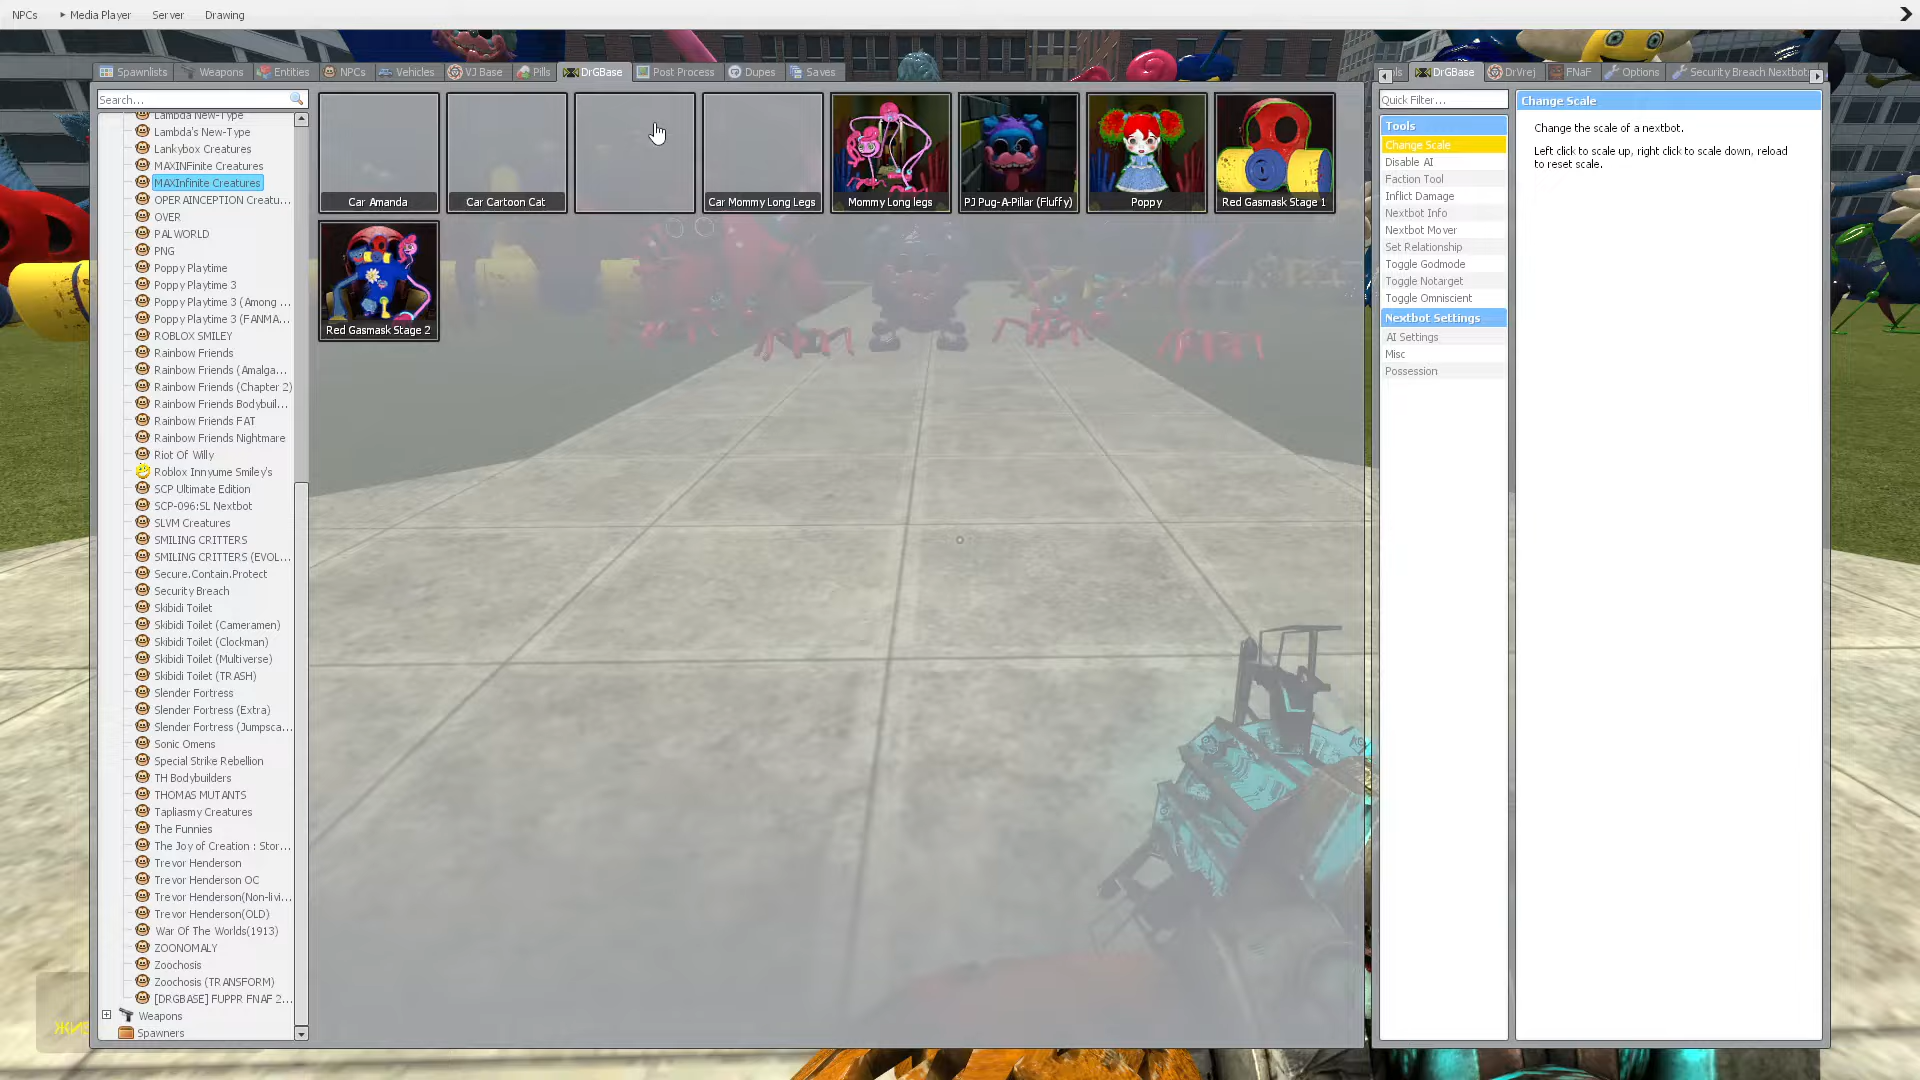 NPCs
Media Player
Server
Drawing
Spawnlists
Weapons
Entities
NPCs
Vehicles
VJ Base
Pills
DrGBase
Post Process
Dupes
Saves
Search...
Lambda New-Type
Lambda's New-Type
Lankybox Creatures
MAXINFinite Creatures
MAXInfinite Creatures
OPERAINCEPTION Creatu...
OVER
PALWORLD
PNG
Poppy Playtime
Poppy Playtime 3
Poppy Playtime 3 (Among ...
Poppy Playtime 3 (FANMA...
ROBLOX SMILEY
Rainbow Friends
Rainbow Friends (Amalga...
Rainbow Friends (Chapter 2)
Rainbow Friends Bodybuil...
Rainbow Friends FAT
Rainbow Friends Nightmare
Riot Of Willy
Roblox Innyume Smiley's
SCP Ultimate Edition
SCP-096:SL Nextbot
SLVM Creatures
SMILING CRITTERS
SMILING CRITTERS (EVOL...
Secure.Contain.Protect
Security Breach
Skibidi Toilet
Skibidi Toilet (Cameramen)
Skibidi Toilet (Clockman)
Skibidi Toilet (Multiverse)
Skibidi Toilet (TRASH)
Slender Fortress
Slender Fortress (Extra)
Slender Fortress (Jumpsca...
Sonic Omens
Special Strike Rebellion
TH Bodybuilders
THOMAS MUTANTS
Tapliasmy Creatures
The Funnies
The Joy of Creation : Stor...
Trevor Henderson
Trevor Henderson OC
Trevor Henderson(Non-livi...
Trevor Henderson(OLD)
War Of The Worlds(1913)
ZOONOMALY
Zoochosis
Zoochosis (TRANSFORM)
[DRGBASE] FUPPR FNAF 2...
Weapons
Spawners
Car Amanda
Car Cartoon Cat
Car Mommy Long Legs
Mommy Long legs
PJ Pug-A-Pillar (Fluffy)
Poppy
Red Gasmask Stage 1
Red Gasmask Stage 2
DrGBase
DrVrej
FNaF
Options
Security Breach Nextbot
Quick Filter...
Tools
Change Scale
Disable AI
Faction Tool
Inflict Damage
Nextbot Info
Nextbot Mover
Set Relationship
Toggle Godmode
Toggle Notarget
Toggle Omniscient
Nextbot Settings
AI Settings
Misc
Possession
Change Scale
Change the scale of a nextbot.
Left click to scale up, right click to scale down, reload
to reset scale.